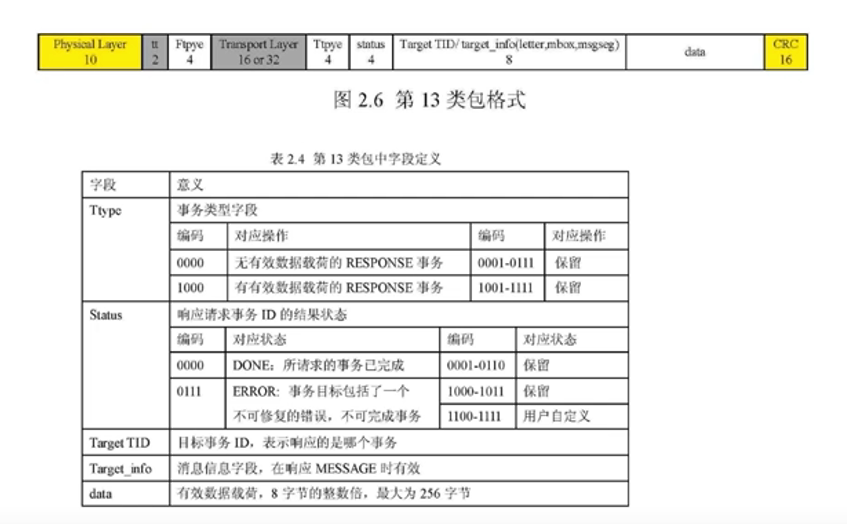 Physical Layer tt Ftpye Transport Layer Ttpye status Target TID/ target_info(letter,mbox,msgseg) data CRC
10 2 4 16 or 32 4 4 8 16
图 2.6 第 13 类包格式
表 2.4 第 13 类包中字段定义
字段 意义
Ttype 事务类型字段
编码 对应操作 编码 对应操作
0000 无有效数据载荷的 RESPONSE 事务 0001-0111 保留
1000 有有效数据载荷的 RESPONSE 事务 1001-1111 保留
Status 响应请求事务 ID 的结果状态
编码 对应状态 编码 对应状态
0000 DONE：所请求的事务已完成 0001-0110 保留
0111 ERROR：事务目标包括了一个 1000-1011 保留
不可修复的错误，不可完成事务 1100-1111 用户自定义
Target TID 目标事务 ID，表示响应的是哪个事务
Target_info 消息信息字段，在响应 MESSAGE 时有效
data 有效数据载荷，8 字节的整数倍，最大为 256 字节